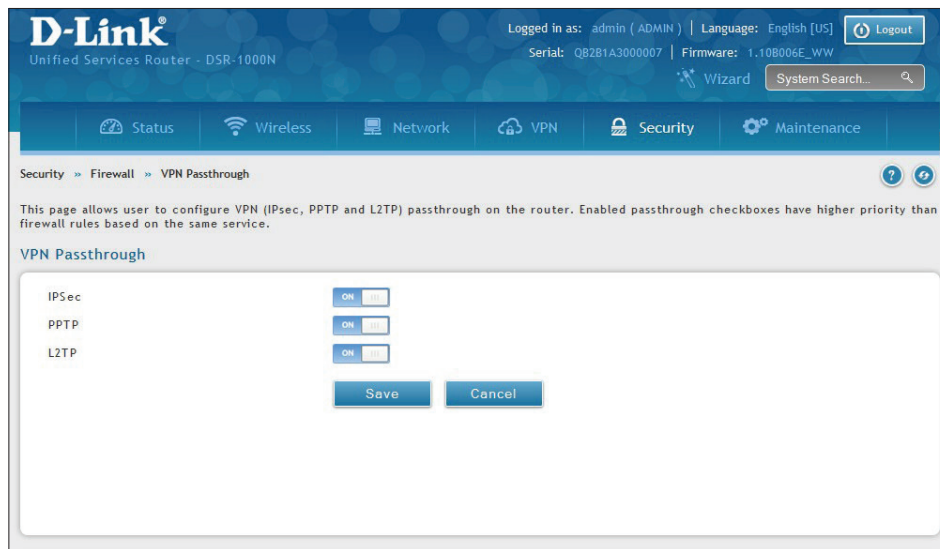 D-Link®
Unified Services Router - DSR-1000N
Logged in as: admin ( ADMIN ) | Language: English [US]
Logout
Serial: QB2B1A3000007 | Firmware: 1.10B006E_WW
Wizard
System Search...
Status
Wireless
Network
VPN
Security
Maintenance
Security » Firewall » VPN Passthrough
?
This page allows user to configure VPN (IPsec, PPTP and L2TP) passthrough on the router. Enabled passthrough checkboxes have higher priority than
firewall rules based on the same service.
VPN Passthrough
IPSec ON
PPTP ON
L2TP ON
Save Cancel